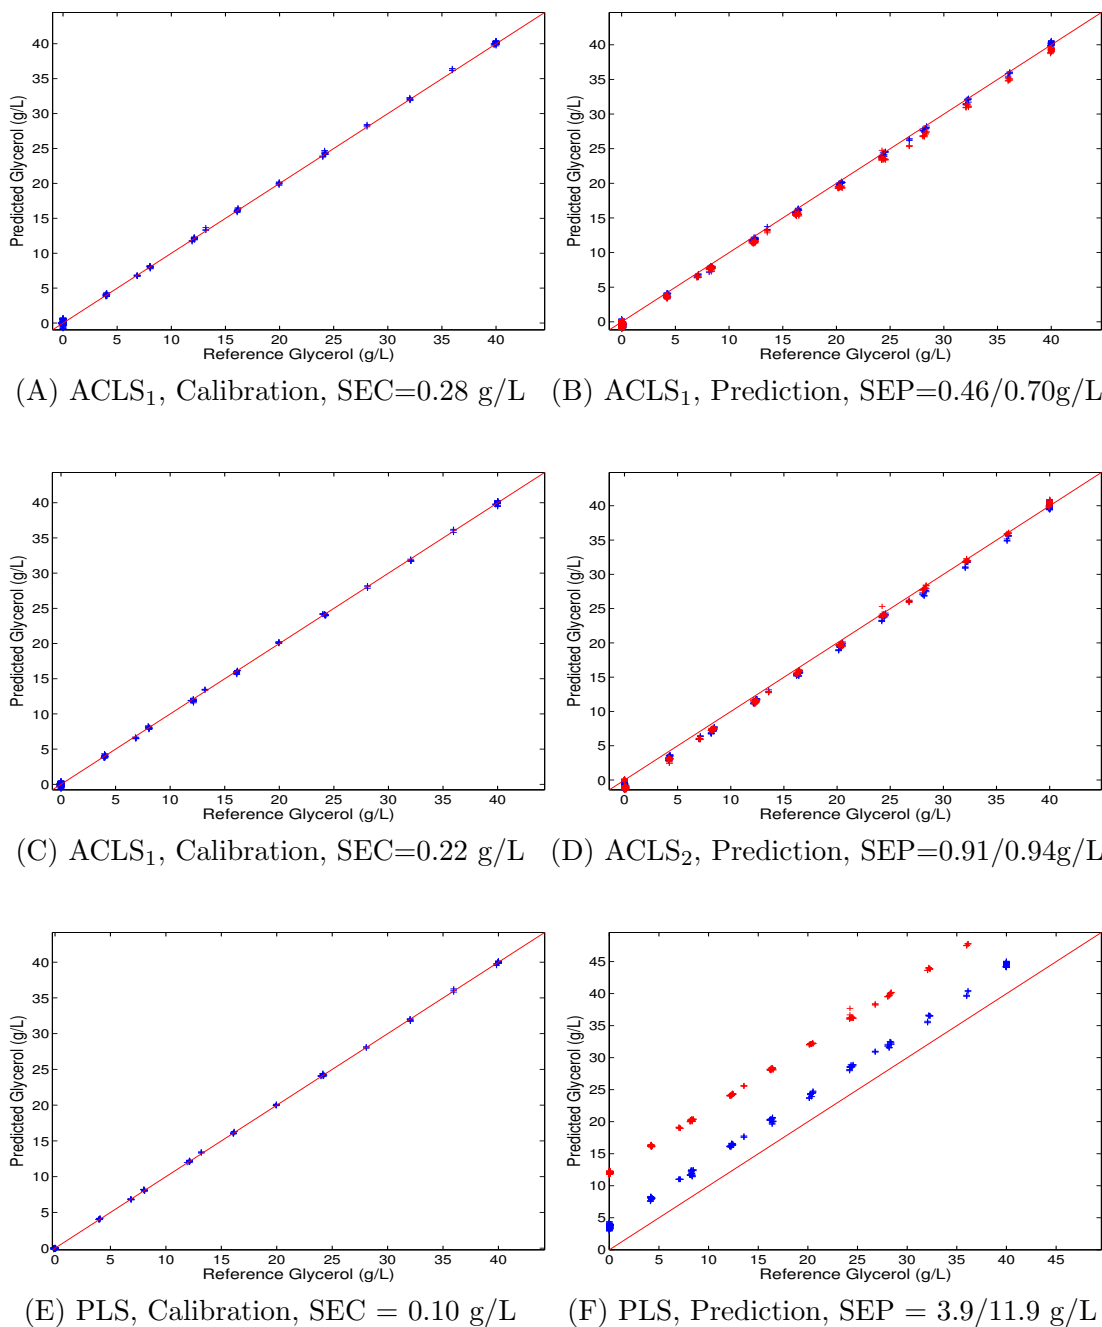 40
35
30
25
20
15
10
5
0
Predicted Glycerol (g/L)
0 5 10 15 20 25 30 35 40
Reference Glycerol (g/L)
(A) ACLS₁, Calibration, SEC=0.28 g/L
40
35
30
25
20
15
10
5
0
Predicted Glycerol (g/L)
0 5 10 15 20 25 30 35 40
Reference Glycerol (g/L)
(B) ACLS₁, Prediction, SEP=0.46/0.70g/L
40
35
30
25
20
15
10
5
0
Predicted Glycerol (g/L)
0 5 10 15 20 25 30 35 40
Reference Glycerol (g/L)
(C) ACLS₁, Calibration, SEC=0.22 g/L
40
35
30
25
20
15
10
5
0
Predicted Glycerol (g/L)
0 5 10 15 20 25 30 35 40
Reference Glycerol (g/L)
(D) ACLS₂, Prediction, SEP=0.91/0.94g/L
40
35
30
25
20
15
10
5
0
Predicted Glycerol (g/L)
0 5 10 15 20 25 30 35 40
Reference Glycerol (g/L)
(E) PLS, Calibration, SEC = 0.10 g/L
45
40
35
30
25
20
15
10
5
0
Predicted Glycerol (g/L)
0 5 10 15 20 25 30 35 40 45
Reference Glycerol (g/L)
(F) PLS, Prediction, SEP = 3.9/11.9 g/L